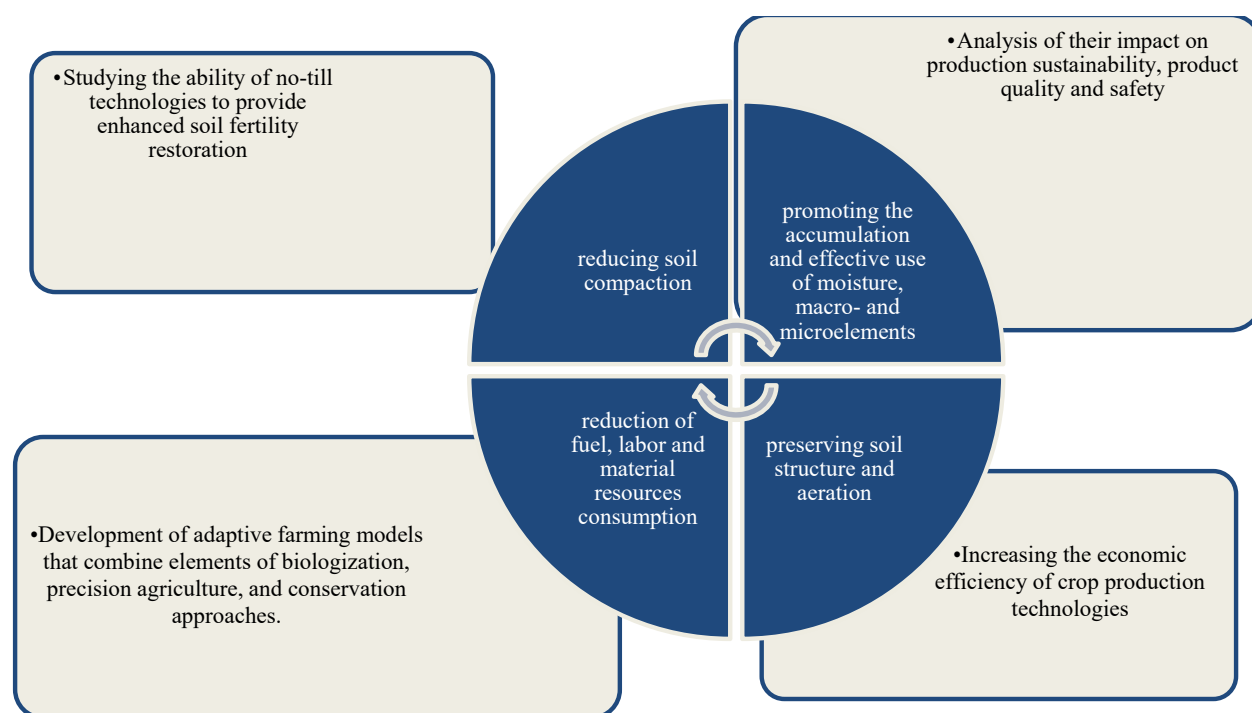 •Studying the ability of no-till
technologies to provide
enhanced soil fertility
restoration
•Analysis of their impact on
production sustainability, product
quality and safety
reducing soil
compaction
promoting the
accumulation
and effective use
of moisture,
macro- and
microelements
reduction of
fuel, labor and
material
resources
consumption
preserving soil
structure and
aeration
•Development of adaptive farming models
that combine elements of biologization,
precision agriculture, and conservation
approaches.
•Increasing the economic
efficiency of crop production
technologies